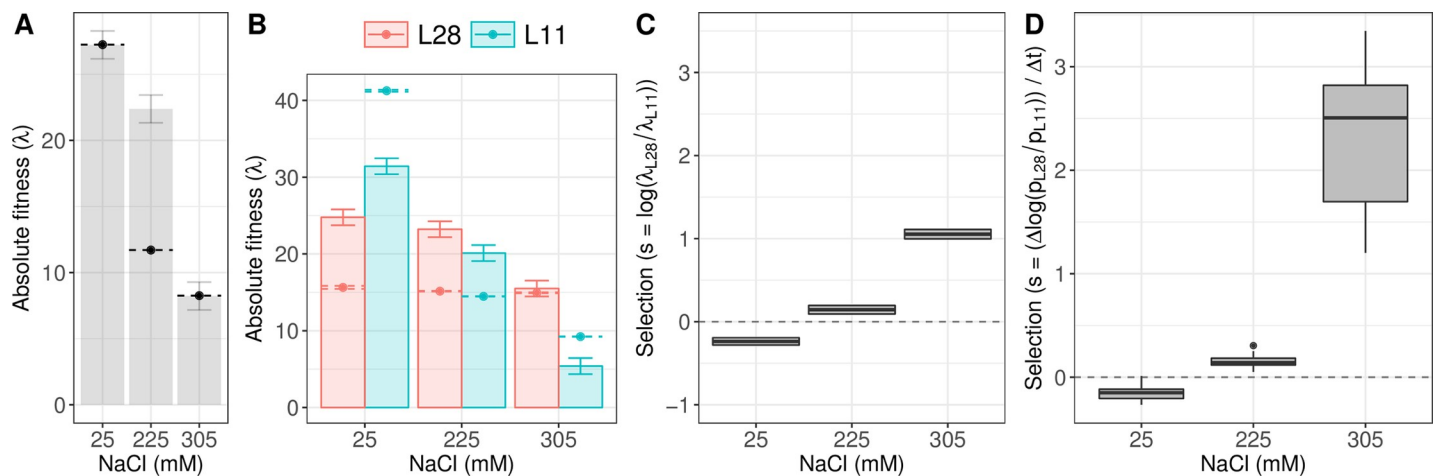 A
Absolute fitness (λ)
20
10
0
25 225 305
NaCl (mM)
B
L28 L11
Absolute fitness (λ)
40
30
20
10
0
25 225 305
NaCl (mM)
C
Selection (s = log(λL28/λL11))
3
2
1
0
−1
25 225 305
NaCl (mM)
D
Selection (s = (Δlog(pL28/pL11)) / Δt)
3
2
1
0
25 225 305
NaCl (mM)